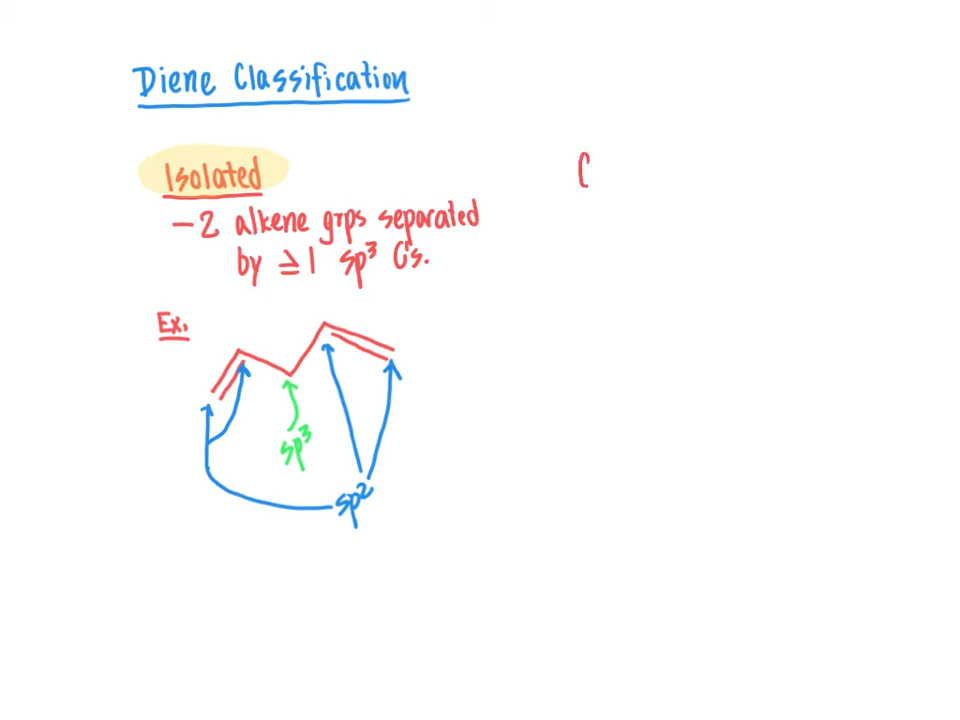 Diene Classification
Isolated
- 2 alkene grps separated
by ≥1 sp³ C's.
C
Ex.
sp³
sp²